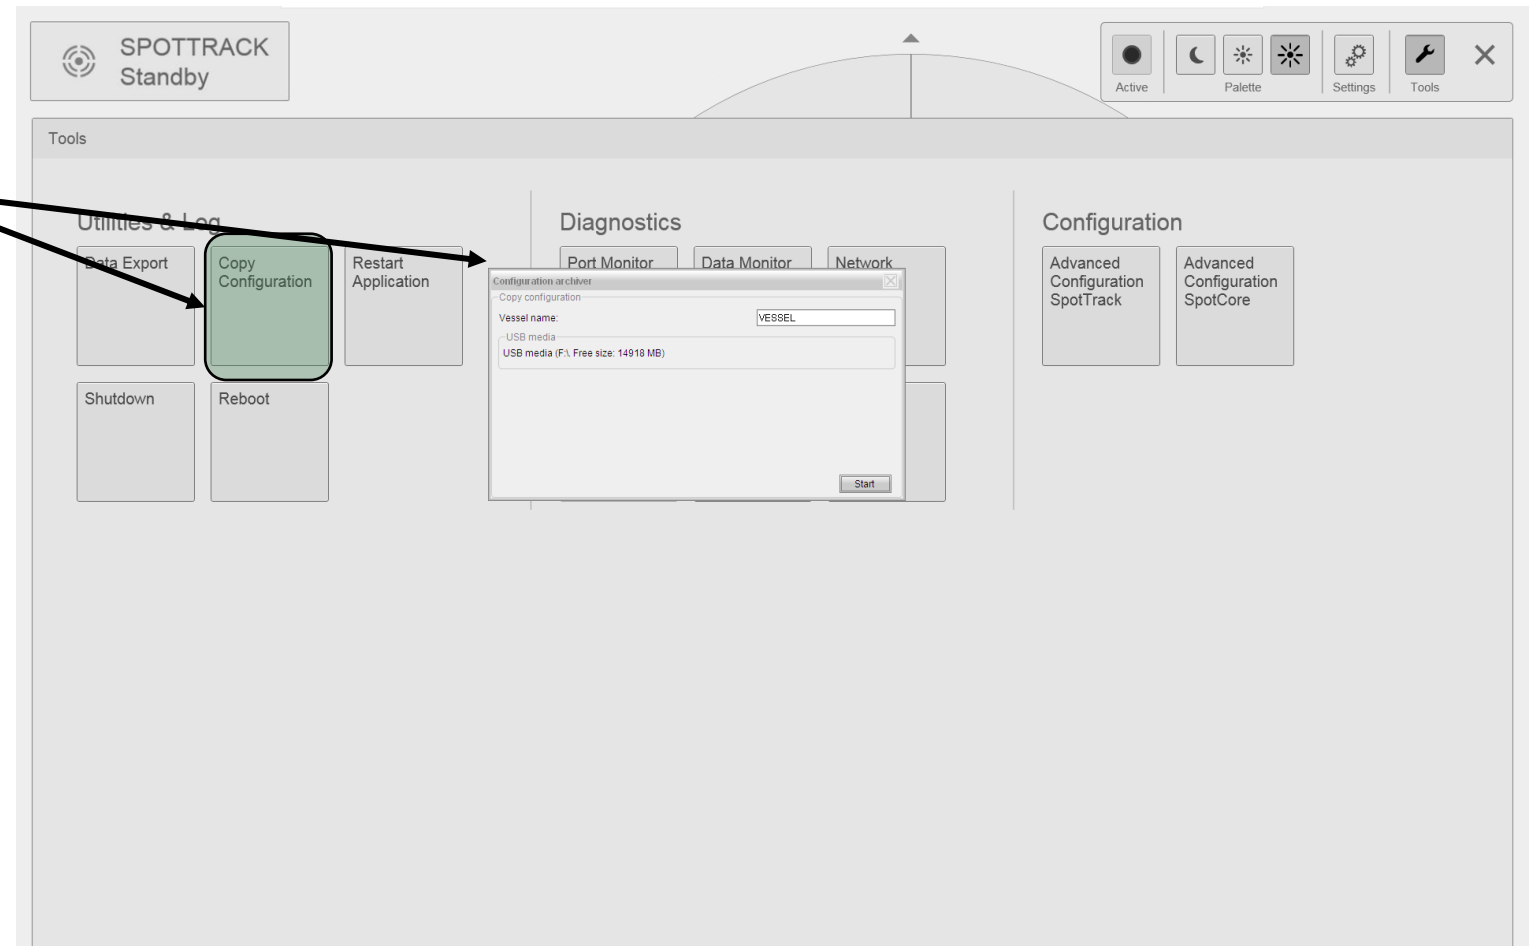 SPOTTRACK
Standby
Active
Palette
Settings
Tools
Tools
Utilities & Log
Diagnostics
Configuration
Data Export
Copy
Configuration
Restart
Application
Port Monitor
Data Monitor
Network
Advanced
Configuration
SpotTrack
Advanced
Configuration
SpotCore
Configuration archiver
Copy configuration
Vessel name:
VESSEL
USB media
USB media (F:\. Free size: 14918 MB)
Start
Shutdown
Reboot